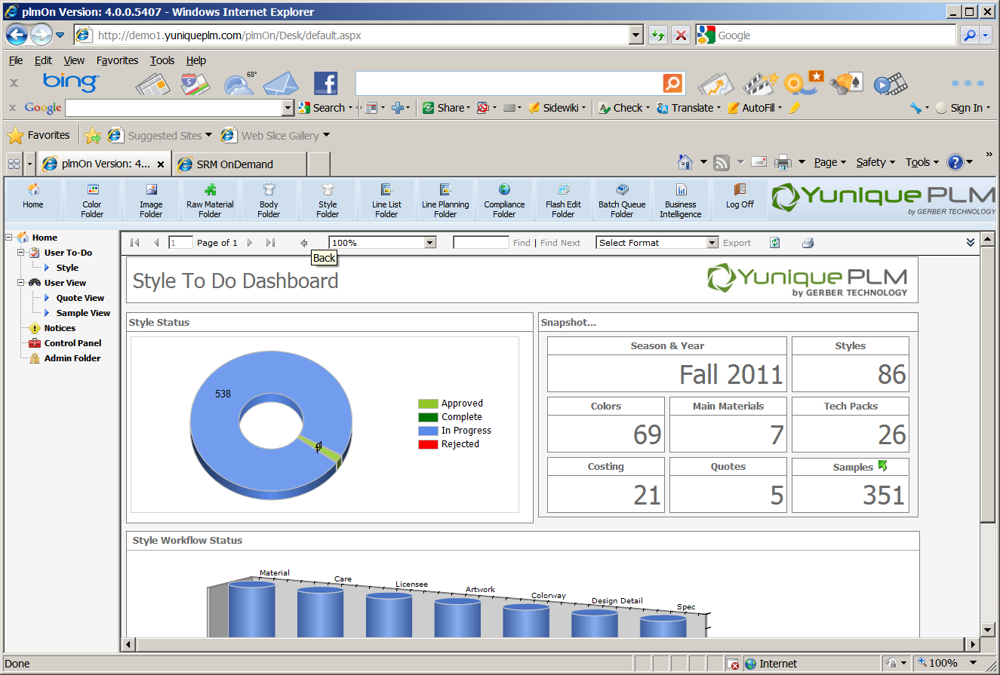 plmOn Version: 4.0.0.5407 - Windows Internet Explorer
http://demo1.yuniqueplm.com/plmOn/Desk/default.aspx
Google
File Edit View Favorites Tools Help
x bing 5 68°
x Google Search Share Sidewiki Check Translate AutoFill Sign In
Favorites Suggested Sites Web Slice Gallery
plmOn Version: 4... x SRM OnDemand Page Safety Tools
Home
Color Folder
Image Folder
Raw Material Folder
Body Folder
Style Folder
Line List Folder
Line Planning Folder
Compliance Folder
Flash Edit Folder
Batch Queue Folder
Business Intelligence
Log Off
Yunique PLM
by GERBER TECHNOLOGY
Home
User To-Do
Style
User View
Quote View
Sample View
Notices
Control Panel
Admin Folder
1 Page of 1 100% Find | Find Next Select Format Export
Back
Style To Do Dashboard
Yunique PLM
by GERBER TECHNOLOGY
Style Status
538
Approved
Complete
In Progress
Rejected
Snapshot...
Season & Year
Fall 2011
Styles
86
Colors
69
Main Materials
7
Tech Packs
26
Costing
21
Quotes
5
Samples
351
Style Workflow Status
Material
Care
Licensee
Artwork
Colorway
Design Detail
Spec
Done Internet 100%